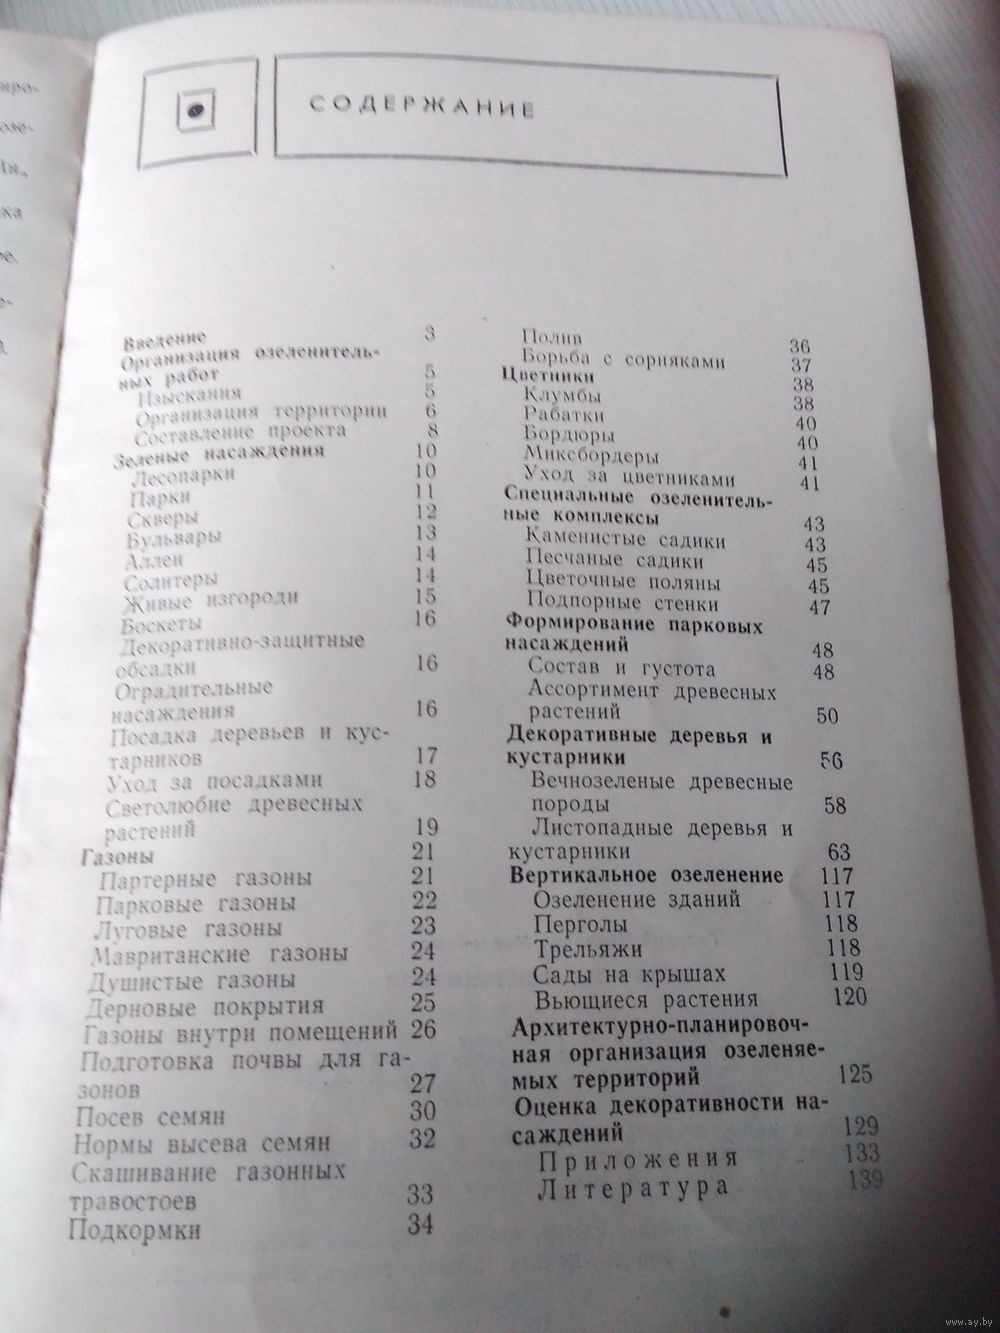 СОДЕРЖАНИЕ
Введение 3
Организация озеленитель-
ных работ 5
Изыскания 5
Организация территории 6
Составление проекта 8
Зеленые насаждения 10
Лесопарки 10
Парки 11
Скверы 12
Бульвары 13
Аллеи 14
Солитеры 14
Живые изгороди 15
Боскеты 16
Декоративно-защитные
обсадки 16
Оградительные
насаждения 16
Посадка деревьев и кус-
тарников 17
Уход за посадками 18
Светолюбие древесных
растений 19
Газоны 21
Партерные газоны 21
Парковые газоны 22
Луговые газоны 23
Мавританские газоны 24
Душистые газоны 24
Дерновые покрытия 25
Газоны внутри помещений 26
Подготовка почвы для га-
зонов 27
Посев семян 30
Нормы высева семян 32
Скашивание газонных
травостоев 33
Подкормки 34
Полив 36
Борьба с сорняками 37
Цветники 38
Клумбы 38
Рабатки 40
Бордюры 40
Миксбордеры 41
Уход за цветниками 41
Специальные озеленитель-
ные комплексы 43
Каменистые садики 43
Песчаные садики 45
Цветочные поляны 45
Подпорные стенки 47
Формирование парковых
насаждений 48
Состав и густота 48
Ассортимент древесных
растений 50
Декоративные деревья и
кустарники 56
Вечнозеленые древесные
породы 58
Листопадные деревья и
кустарники 63
Вертикальное озеленение 117
Озеленение зданий 117
Перголы 118
Трельяжи 118
Сады на крышах 119
Вьющиеся растения 120
Архитектурно-планировоч-
ная организация озеленяе-
мых территорий 125
Оценка декоративности на-
саждений 129
Приложения 133
Литература 139
www.ay.by